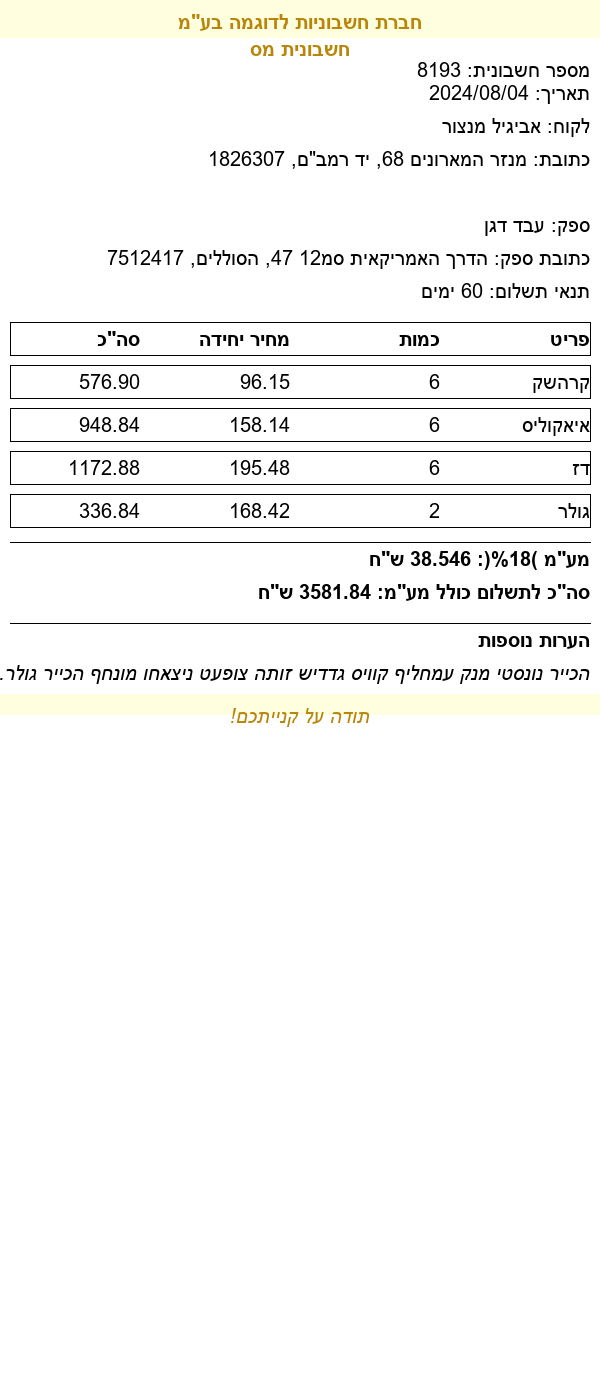 חברת חשבוניות לדוגמה בע"מ
חשבונית מס
מספר חשבונית: 8193
תאריך: 2024/08/04
לקוח: אביגיל מנצור
כתובת: מנזר המארונים 68, יד רמב"ם, 1826307
ספק: עבד דגן
כתובת ספק: הדרך האמריקאית סמ12 47, הסוללים, 7512417
תנאי תשלום: 60 ימים
פריט כמות מחיר יחידה סה"כ
קרהשק 6 96.15 576.90
איאקוליס 6 158.14 948.84
דז 6 195.48 1172.88
גולר 2 168.42 336.84
מע"מ )18%(: 38.546 ש"ח
סה"כ לתשלום כולל מע"מ: 3581.84 ש"ח
הערות נוספות
הכייר נונסטי מנק עמחליף קוויס גדדיש זותה צופעט ניצאחו מונחף הכייר גולר.
תודה על קנייתכם!